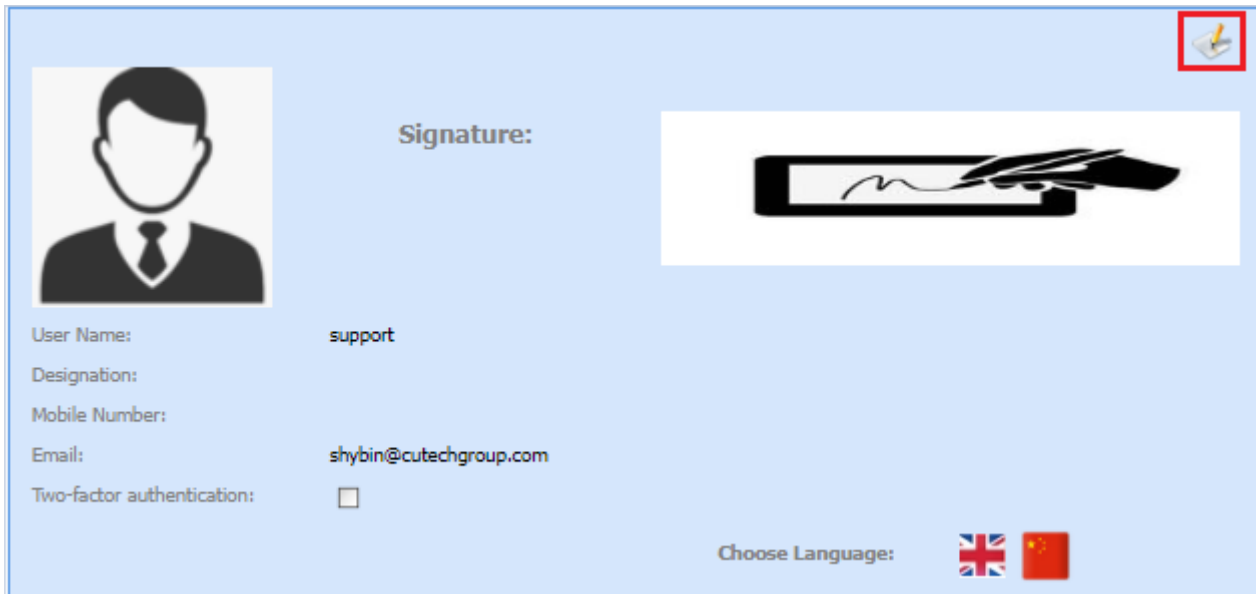 Signature:
User Name: support
Designation:
Mobile Number:
Email: shybin@cutechgroup.com
Two-factor authentication:
Choose Language: